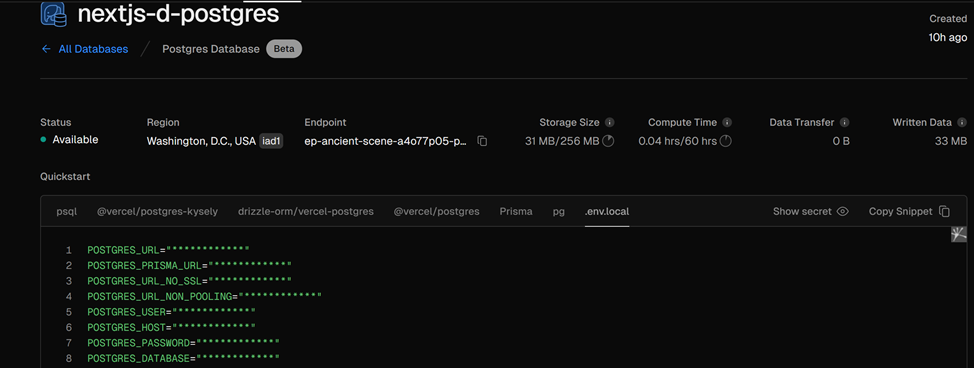 nextjs-d-postgres
Created
10h ago
← All Databases / Postgres Database Beta
Status Region Endpoint Storage Size Compute Time Data Transfer Written Data
Available Washington, D.C., USA iad1 ep-ancient-scene-a4o77p05-p... 31 MB/256 MB 0.04 hrs/60 hrs 0 B 33 MB
Quickstart
psql @vercel/postgres-kysely drizzle-orm/vercel-postgres @vercel/postgres Prisma pg .env.local Show secret Copy Snippet
1 POSTGRES_URL="************"
2 POSTGRES_PRISMA_URL="************"
3 POSTGRES_URL_NO_SSL="************"
4 POSTGRES_URL_NON_POOLING="************"
5 POSTGRES_USER="************"
6 POSTGRES_HOST="************"
7 POSTGRES_PASSWORD="************"
8 POSTGRES_DATABASE="************"